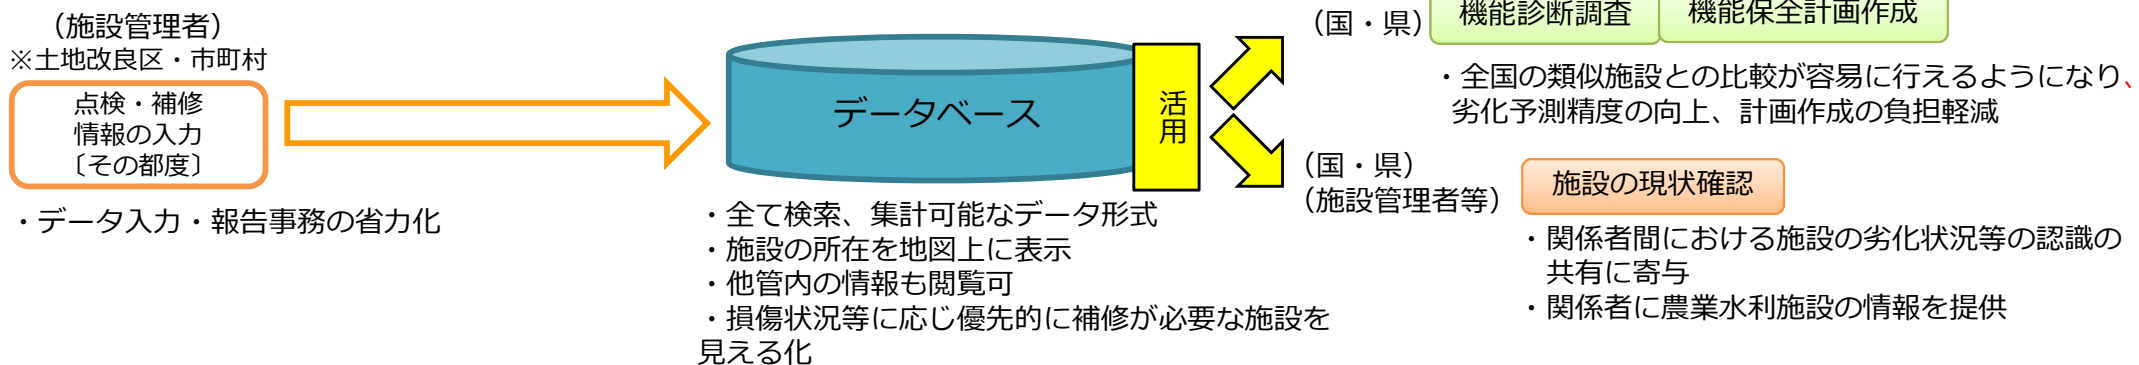 （施設管理者）
※土地改良区・市町村
点検・補修
情報の入力
〔その都度〕
・データ入力・報告事務の省力化
データベース
活用
・全て検索、集計可能なデータ形式
・施設の所在を地図上に表示
・他管内の情報も閲覧可
・損傷状況等に応じ優先的に補修が必要な施設を
見える化
（国・県）
機能診断調査
機能保全計画作成
・全国の類似施設との比較が容易に行えるようになり、
劣化予測精度の向上、計画作成の負担軽減
（国・県）
（施設管理者等）
施設の現状確認
・関係者間における施設の劣化状況等の認識の
共有に寄与
・関係者に農業水利施設の情報を提供